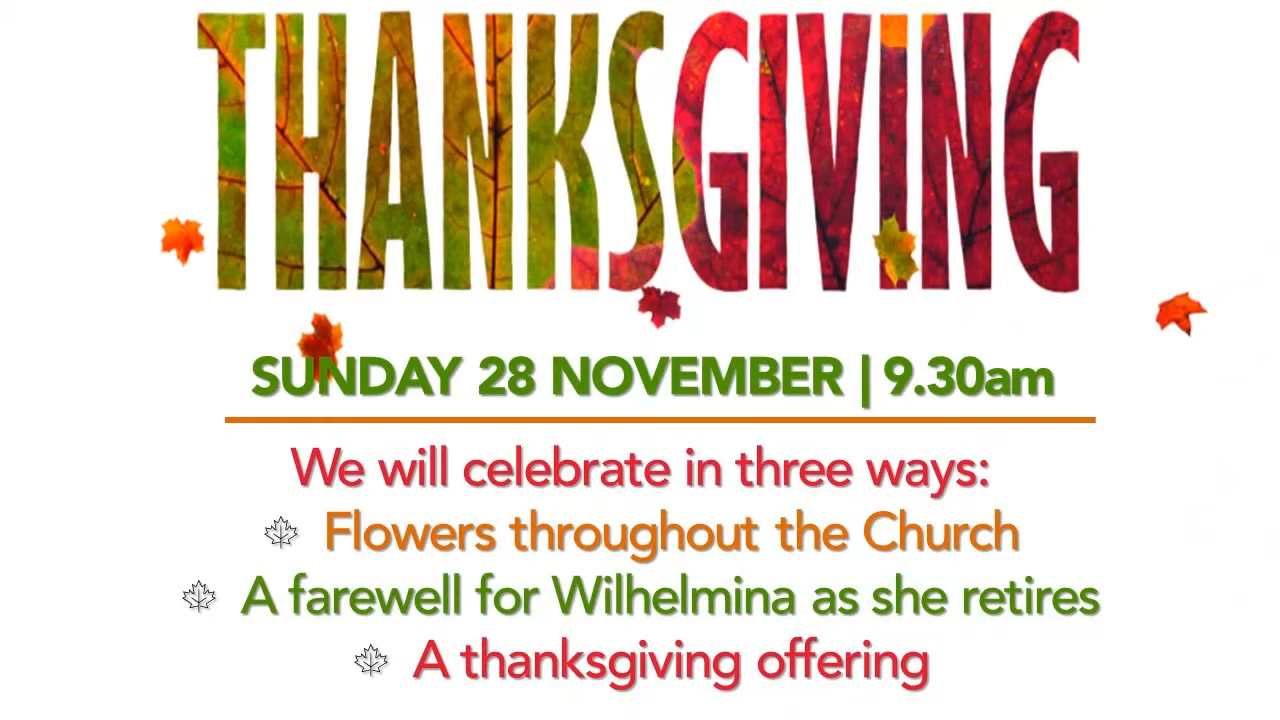 THANKSGIVING
SUNDAY 28 NOVEMBER | 9.30am
We will celebrate in three ways:
Flowers throughout the Church
A farewell for Wilhelmina as she retires
A thanksgiving offering